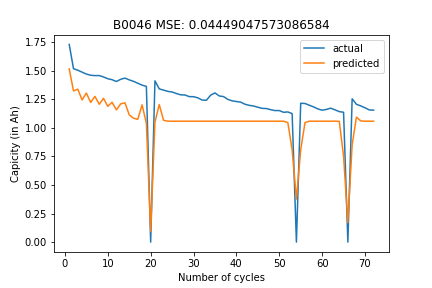 B0046 MSE: 0.04449047573086584
actual
predicted
Capicity (in Ah)
1.75
1.50
1.25
1.00
0.75
0.50
0.25
0.00
0 10 20 30 40 50 60 70
Number of cycles